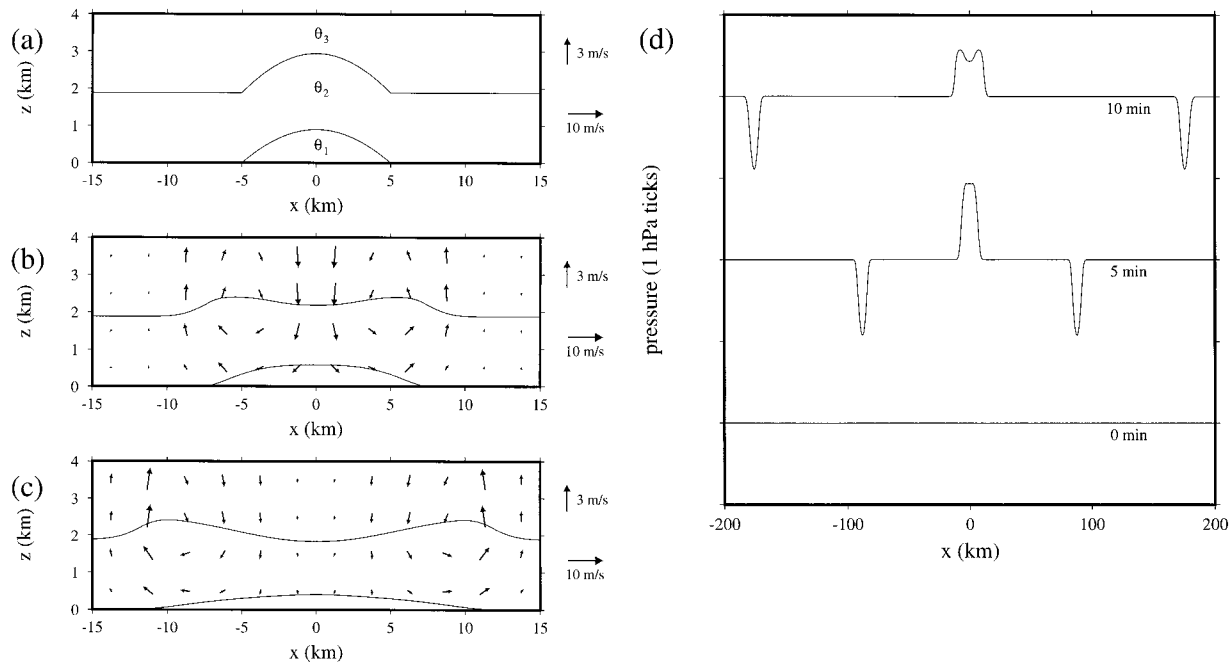 (a)
z (km)
4
3
2
1
0
θ3
θ2
θ1
-15 -10 -5 0 5 10 15
x (km)
3 m/s
10 m/s
(b)
z (km)
4
3
2
1
0
-15 -10 -5 0 5 10 15
x (km)
3 m/s
10 m/s
(c)
z (km)
4
3
2
1
0
-15 -10 -5 0 5 10 15
x (km)
3 m/s
10 m/s
(d)
pressure (1 hPa ticks)
10 min
5 min
0 min
-200 -100 0 100 200
x (km)